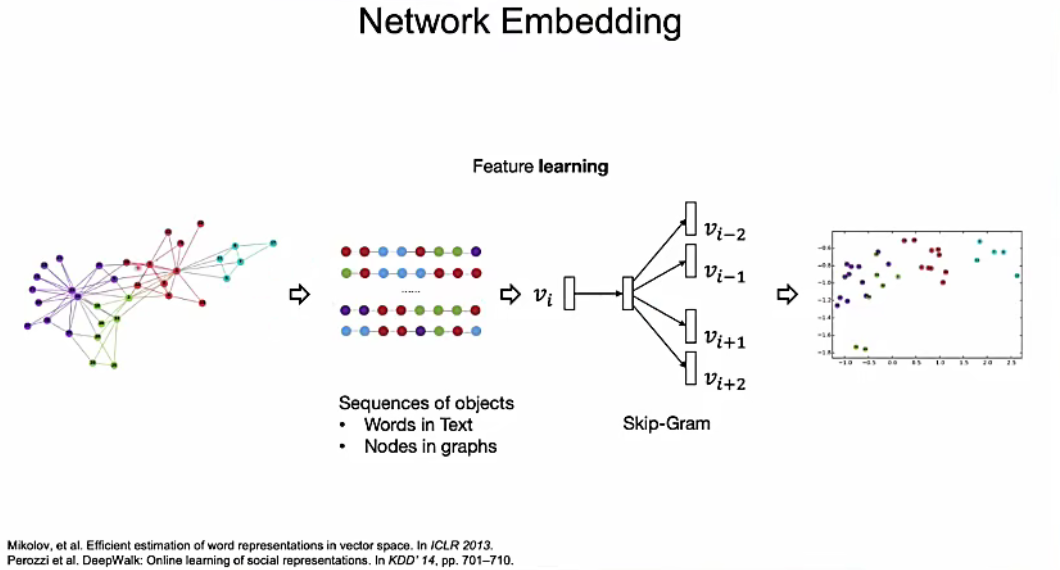 Network Embedding
Feature learning
......
v_i
v_{i-2}
v_{i-1}
v_{i+1}
v_{i+2}
Sequences of objects
• Words in Text
• Nodes in graphs
Skip-Gram
-0.6
-0.8
-1.0
-1.2
-1.4
-1.6
-1.8
-1.0 -0.5 0.0 0.5 1.0 1.5 2.0 2.5
Mikolov, et al. Efficient estimation of word representations in vector space. In ICLR 2013.
Perozzi et al. DeepWalk: Online learning of social representations. In KDD' 14, pp. 701–710.